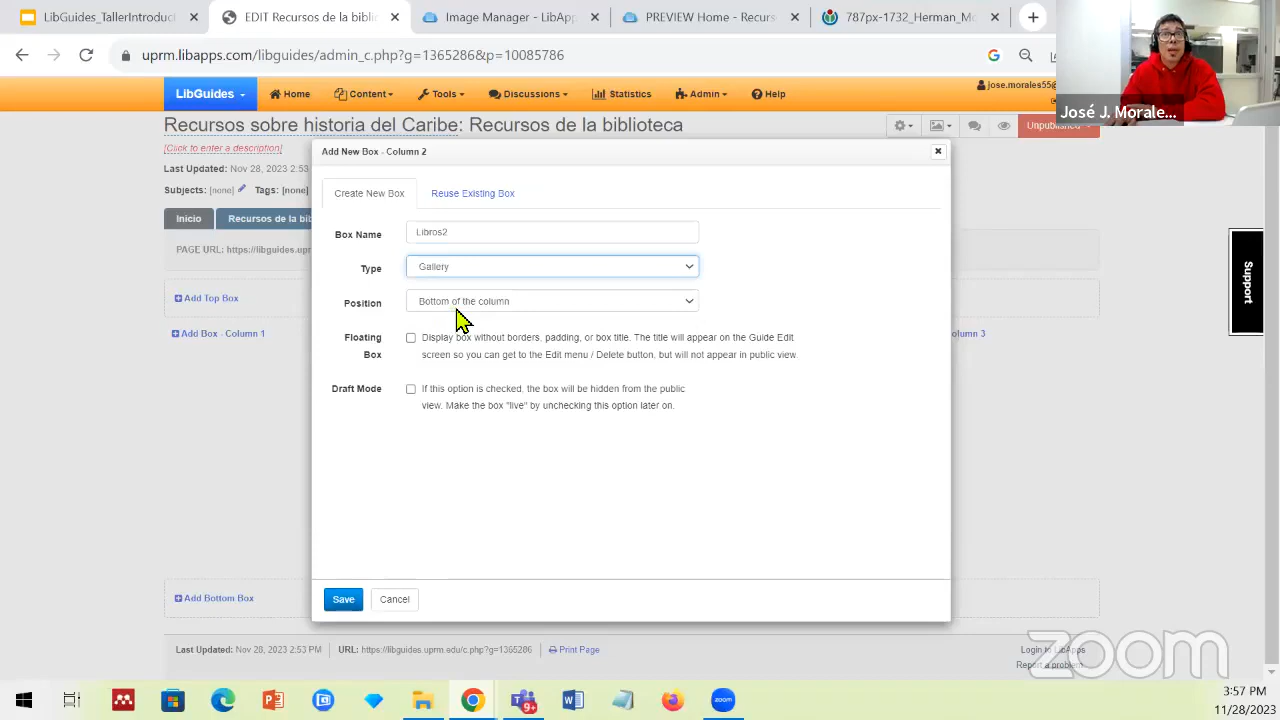 LibGuides_TallerIntroduct
EDIT Recursos de la biblioteca
Image Manager - LibApp
PREVIEW Home - Recurs
787px-1732_Herman_Mo
uprm.libapps.com/libguides/admin_c.php?g=1365286&p=10085786
LibGuides
Home
Content
Tools
Discussions
Statistics
Admin
Help
jose.morales55@
José J. Morale...
Recursos sobre historia del Caribe: Recursos de la biblioteca
Unpublished
[Click to enter a description]
Last Updated: Nov 28, 2023 2:53
Subjects: [none] Tags: [none]
Inicio
Recursos de la bib
PAGE URL: https://libguides.upr
Add Top Box
Add Box - Column 1
olumn 3
Add New Box - Column 2
Create New Box
Reuse Existing Box
Box Name
Libros2
Type
Gallery
Position
Bottom of the column
Floating Box
Display box without borders, padding, or box title. The title will appear on the Guide Edit
screen so you can get to the Edit menu / Delete button, but will not appear in public view.
Draft Mode
If this option is checked, the box will be hidden from the public
view. Make the box "live" by unchecking this option later on.
Save
Cancel
Support
Add Bottom Box
Last Updated: Nov 28, 2023 2:53 PM
URL: https://libguides.uprm.edu/c.php?g=1365286
Print Page
Login to LibApps
Report a problem
zoom
9+
zoom
3:57 PM
11/28/2023